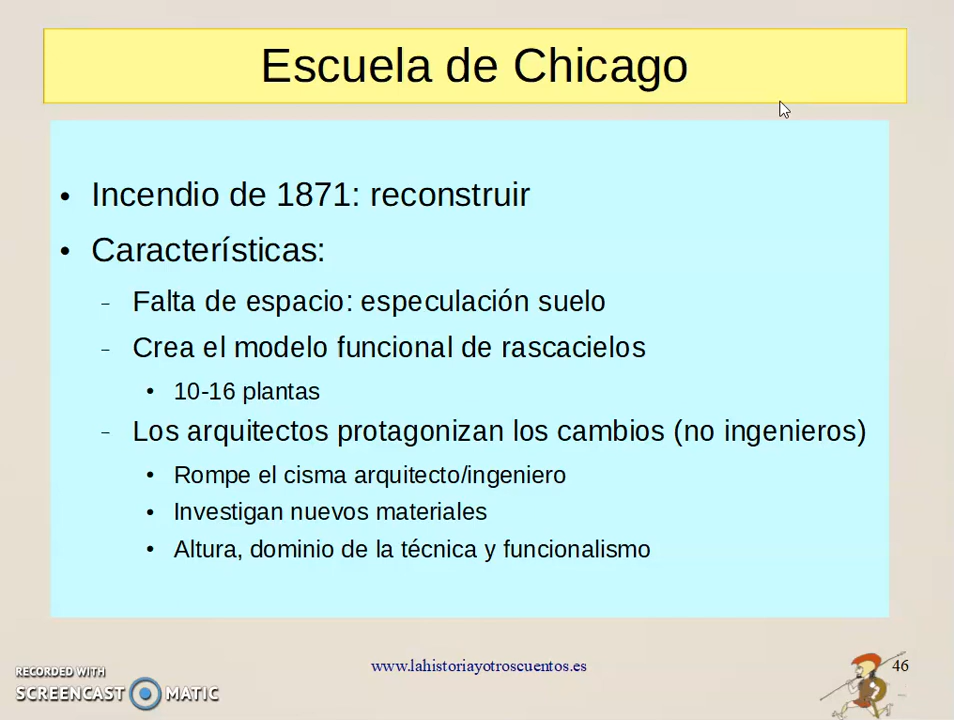 Escuela de Chicago
• Incendio de 1871: reconstruir
• Características:
– Falta de espacio: especulación suelo
– Crea el modelo funcional de rascacielos
• 10-16 plantas
– Los arquitectos protagonizan los cambios (no ingenieros)
• Rompe el cisma arquitecto/ingeniero
• Investigan nuevos materiales
• Altura, dominio de la técnica y funcionalismo
www.lahistoriayotroscuentos.es
46
RECORDED WITH
SCREENCAST MATIC